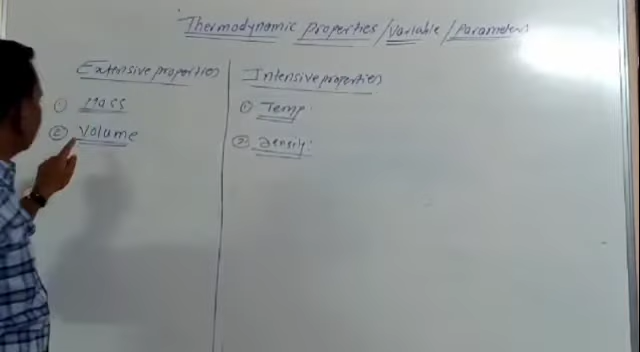 Thermodynamic properties / Variable / Parameters
Extensive properties
① Mass
② Volume
Intensive properties
① Temp.
② Density: